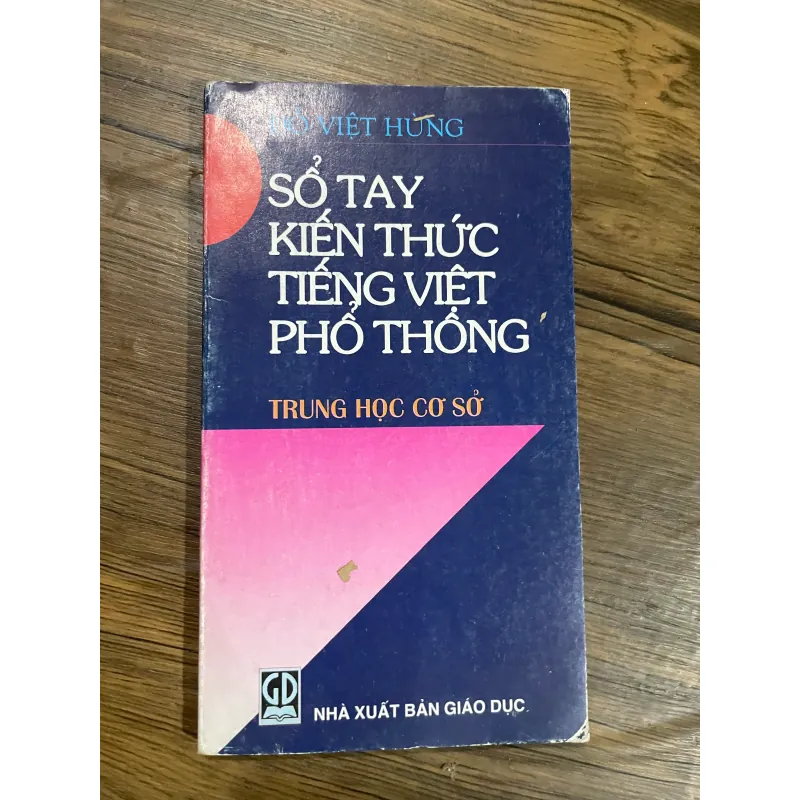 ĐỖ VIỆT HÙNG
SỔ TAY
KIẾN THỨC
TIẾNG VIỆT
PHỔ THÔNG
TRUNG HỌC CƠ SỞ
GD
NHÀ XUẤT BẢN GIÁO DỤC